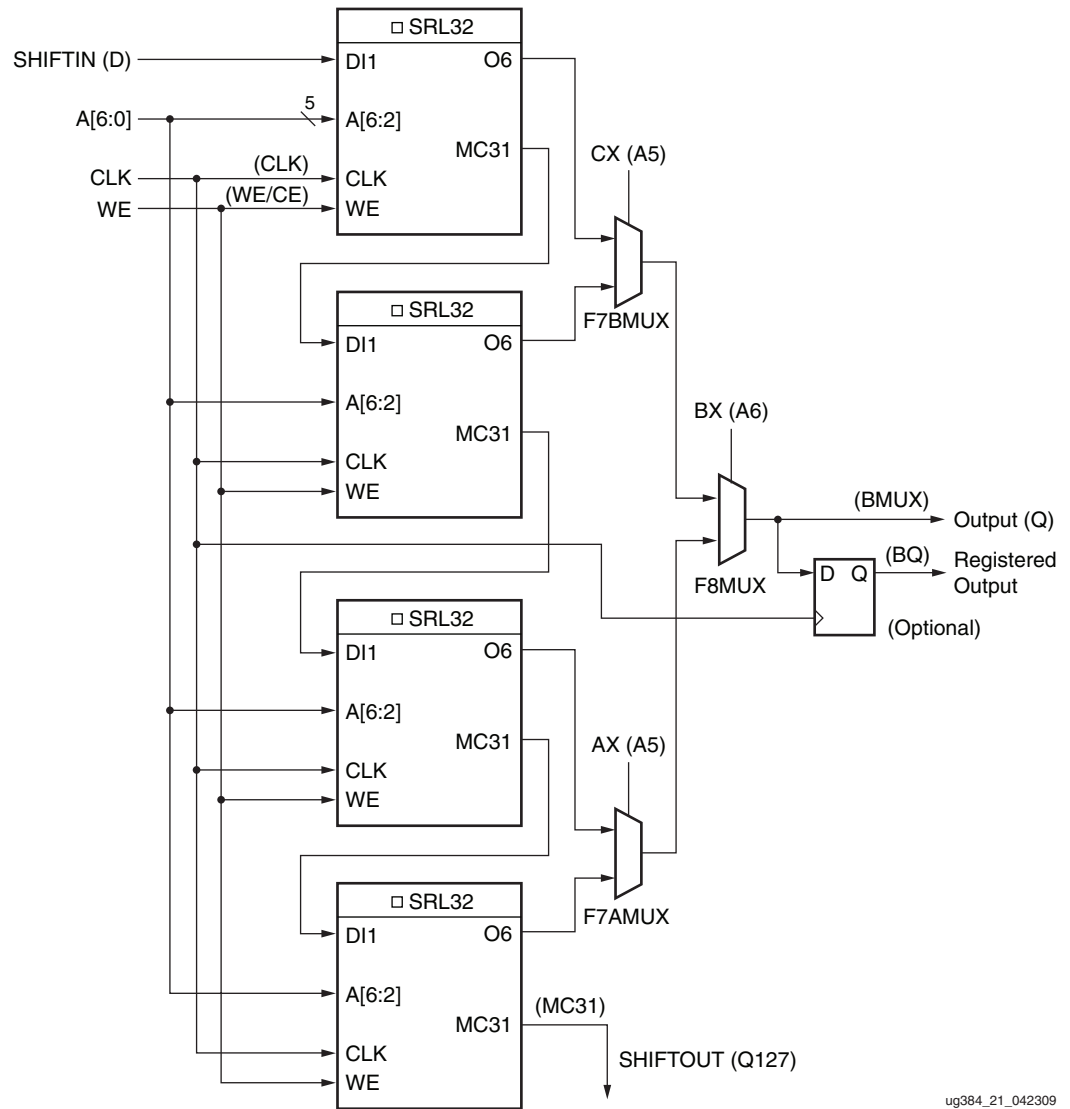 SRL32
SHIFTIN (D)
DI1
O6
A[6:0]
5
A[6:2]
MC31
CX (A5)
CLK
(CLK)
CLK
WE
(WE/CE)
WE
F7BMUX
SRL32
DI1
O6
A[6:2]
MC31
BX (A6)
CLK
WE
(BMUX)
Output (Q)
D Q
(BQ)
Registered
Output
F8MUX
(Optional)
SRL32
DI1
O6
A[6:2]
MC31
AX (A5)
CLK
WE
F7AMUX
SRL32
DI1
O6
A[6:2]
MC31
(MC31)
CLK
WE
SHIFTOUT (Q127)
ug384_21_042309